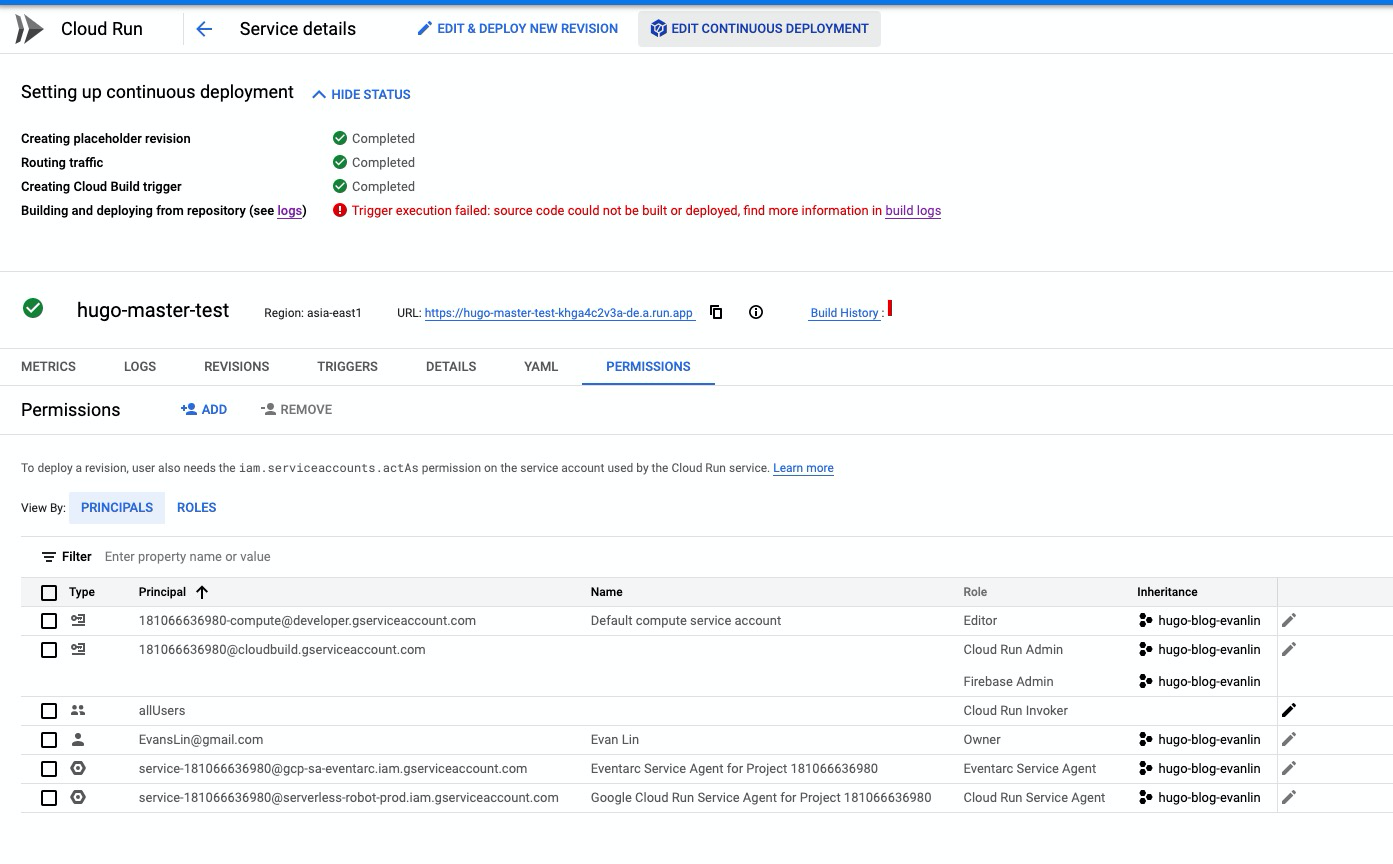 Cloud Run Service details EDIT & DEPLOY NEW REVISION EDIT CONTINUOUS DEPLOYMENT
Setting up continuous deployment HIDE STATUS
Creating placeholder revision Completed
Routing traffic Completed
Creating Cloud Build trigger Completed
Building and deploying from repository (see logs) Trigger execution failed: source code could not be built or deployed, find more information in build logs
hugo-master-test Region: asia-east1 URL: https://hugo-master-test-khga4c2v3a-de.a.run.app Build History :
METRICS LOGS REVISIONS TRIGGERS DETAILS YAML PERMISSIONS
Permissions ADD REMOVE
To deploy a revision, user also needs the iam.serviceaccounts.actAs permission on the service account used by the Cloud Run service. Learn more
View By: PRINCIPALS ROLES
Filter Enter property name or value
Type Principal Name Role Inheritance
181066636980-compute@developer.gserviceaccount.com Default compute service account Editor hugo-blog-evanlin
181066636980@cloudbuild.gserviceaccount.com Cloud Run Admin hugo-blog-evanlin
Firebase Admin hugo-blog-evanlin
allUsers Cloud Run Invoker
EvansLin@gmail.com Evan Lin Owner hugo-blog-evanlin
service-181066636980@gcp-sa-eventarc.iam.gserviceaccount.com Eventarc Service Agent for Project 181066636980 Eventarc Service Agent hugo-blog-evanlin
service-181066636980@serverless-robot-prod.iam.gserviceaccount.com Google Cloud Run Service Agent for Project 181066636980 Cloud Run Service Agent hugo-blog-evanlin